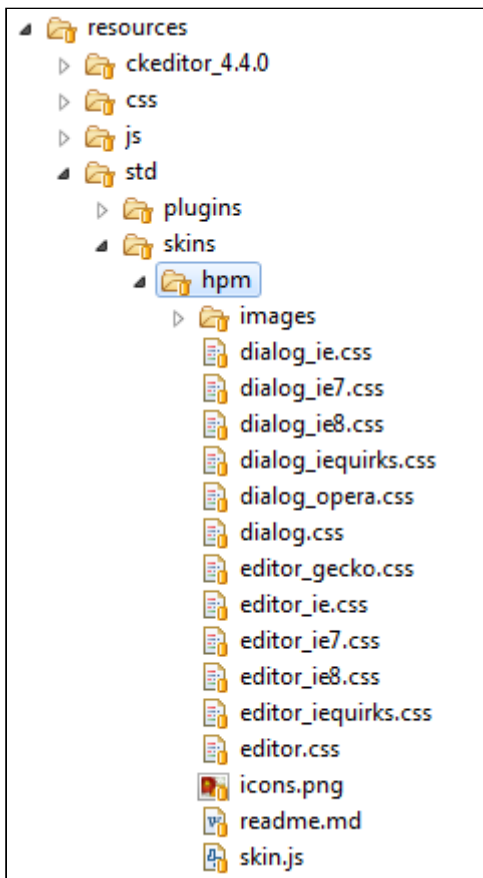 resources
ckeditor_4.4.0
css
js
std
plugins
skins
hpm
images
dialog_ie.css
dialog_ie7.css
dialog_ie8.css
dialog_iequirks.css
dialog_opera.css
dialog.css
editor_gecko.css
editor_ie.css
editor_ie7.css
editor_ie8.css
editor_iequirks.css
editor.css
icons.png
readme.md
skin.js